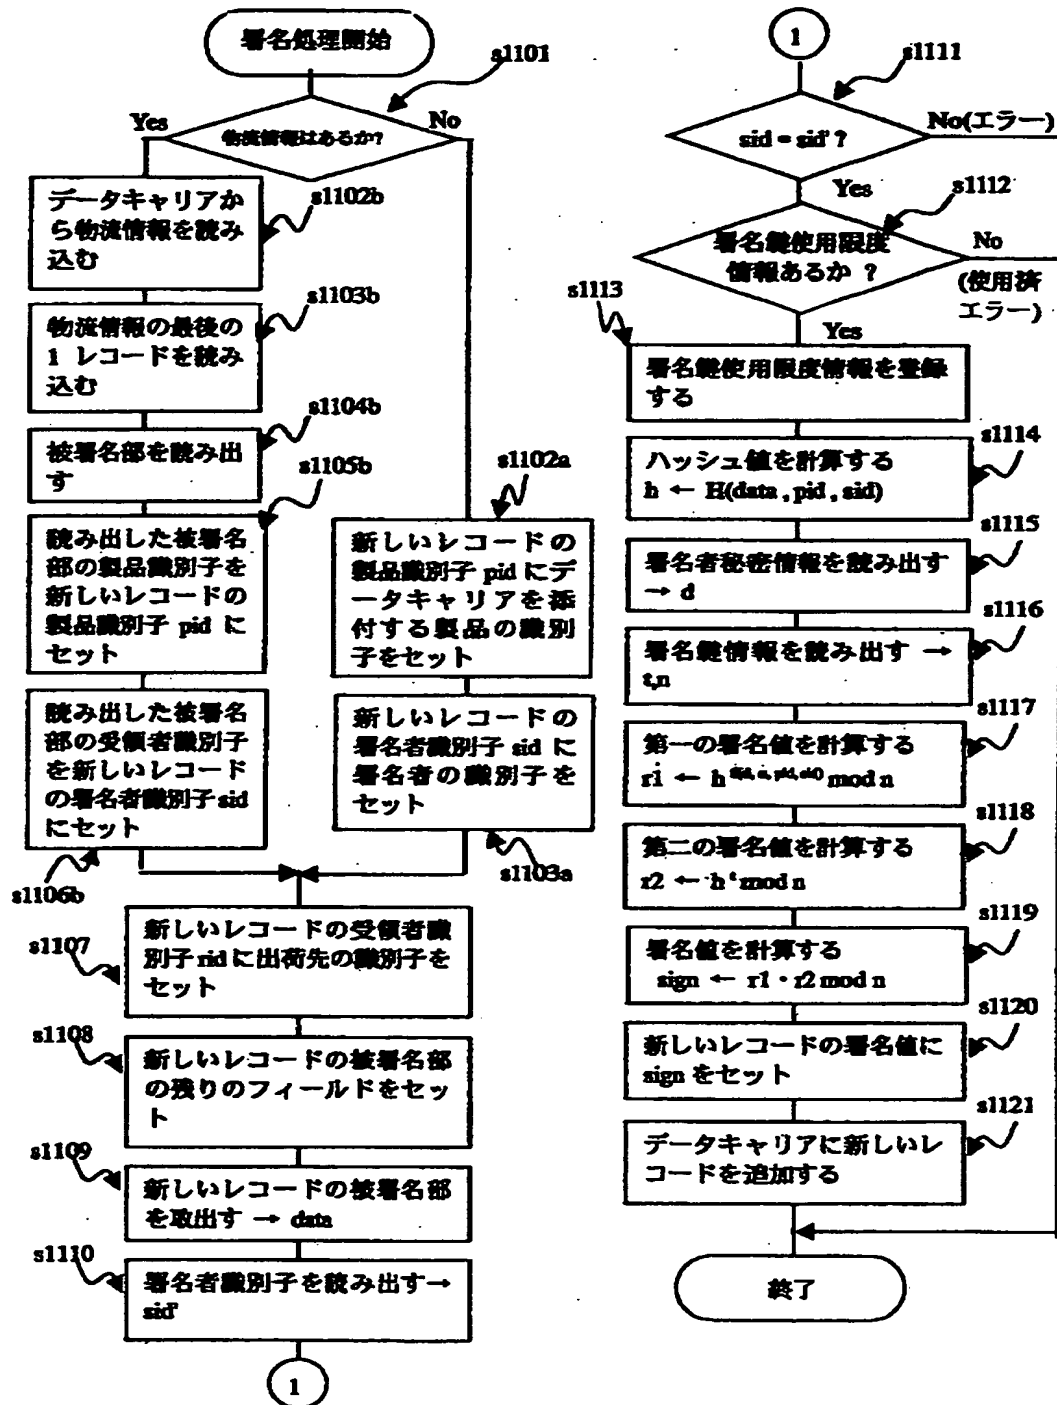 署名処理開始
s1101
物流情報はあるか?
Yes
No
s1102b
データキャリアか
ら物流情報を読み
込む
s1103b
物流情報の最後の
1 レコードを読み
込む
s1104b
被署名部を読み出
す
s1105b
読み出した被署名
部の製品識別子を
新しいレコードの
製品識別子 pid に
セット
読み出した被署名
部の受領者識別子
を新しいレコード
の署名者識別子 sid
にセット
s1106b
s1102a
新しいレコードの
製品識別子 pid にデ
ータキャリアを添
付する製品の識別
子をセット
新しいレコードの
署名者識別子 sid に
署名者の識別子を
セット
s1103a
s1107
新しいレコードの受領者識
別子 rid に出荷先の識別子を
セット
s1108
新しいレコードの被署名部
の残りのフィールドをセッ
ト
s1109
新しいレコードの被署名部
を取出す → data
s1110
署名者識別子を読み出す→
sid'
1
1
s1111
sid = sid' ?
No(エラー)
Yes
s1112
署名鍵使用限度
情報あるか ?
No
(使用済
エラー)
Yes
s1113
署名鍵使用限度情報を登録
する
s1114
ハッシュ値を計算する
h ← H(data , pid , sid)
s1115
署名者秘密情報を読み出す
→ d
s1116
署名鍵情報を読み出す →
t,n
s1117
第一の署名値を計算する
r1 ← h mod n
s1118
第二の署名値を計算する
r2 ← h^t mod n
s1119
署名値を計算する
sign ← r1・r2 mod n
s1120
新しいレコードの署名値に
sign をセット
s1121
データキャリアに新しいレ
コードを追加する
終了